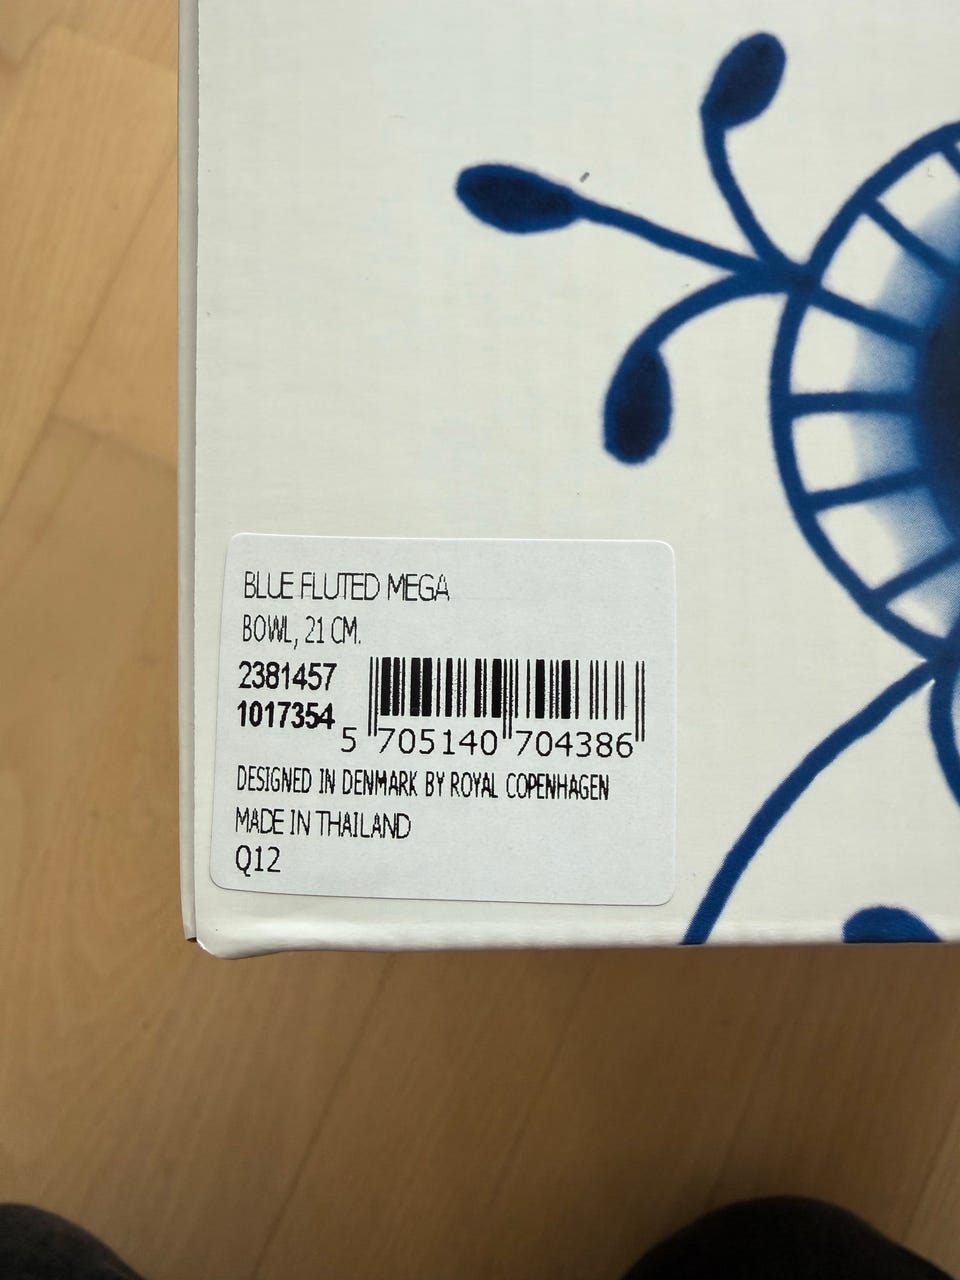 BLUE FLUTED MEGA
BOWL, 21 CM.
2381457
1017354
5 705140 704386
DESIGNED IN DENMARK BY ROYAL COPENHAGEN
MADE IN THAILAND
Q12